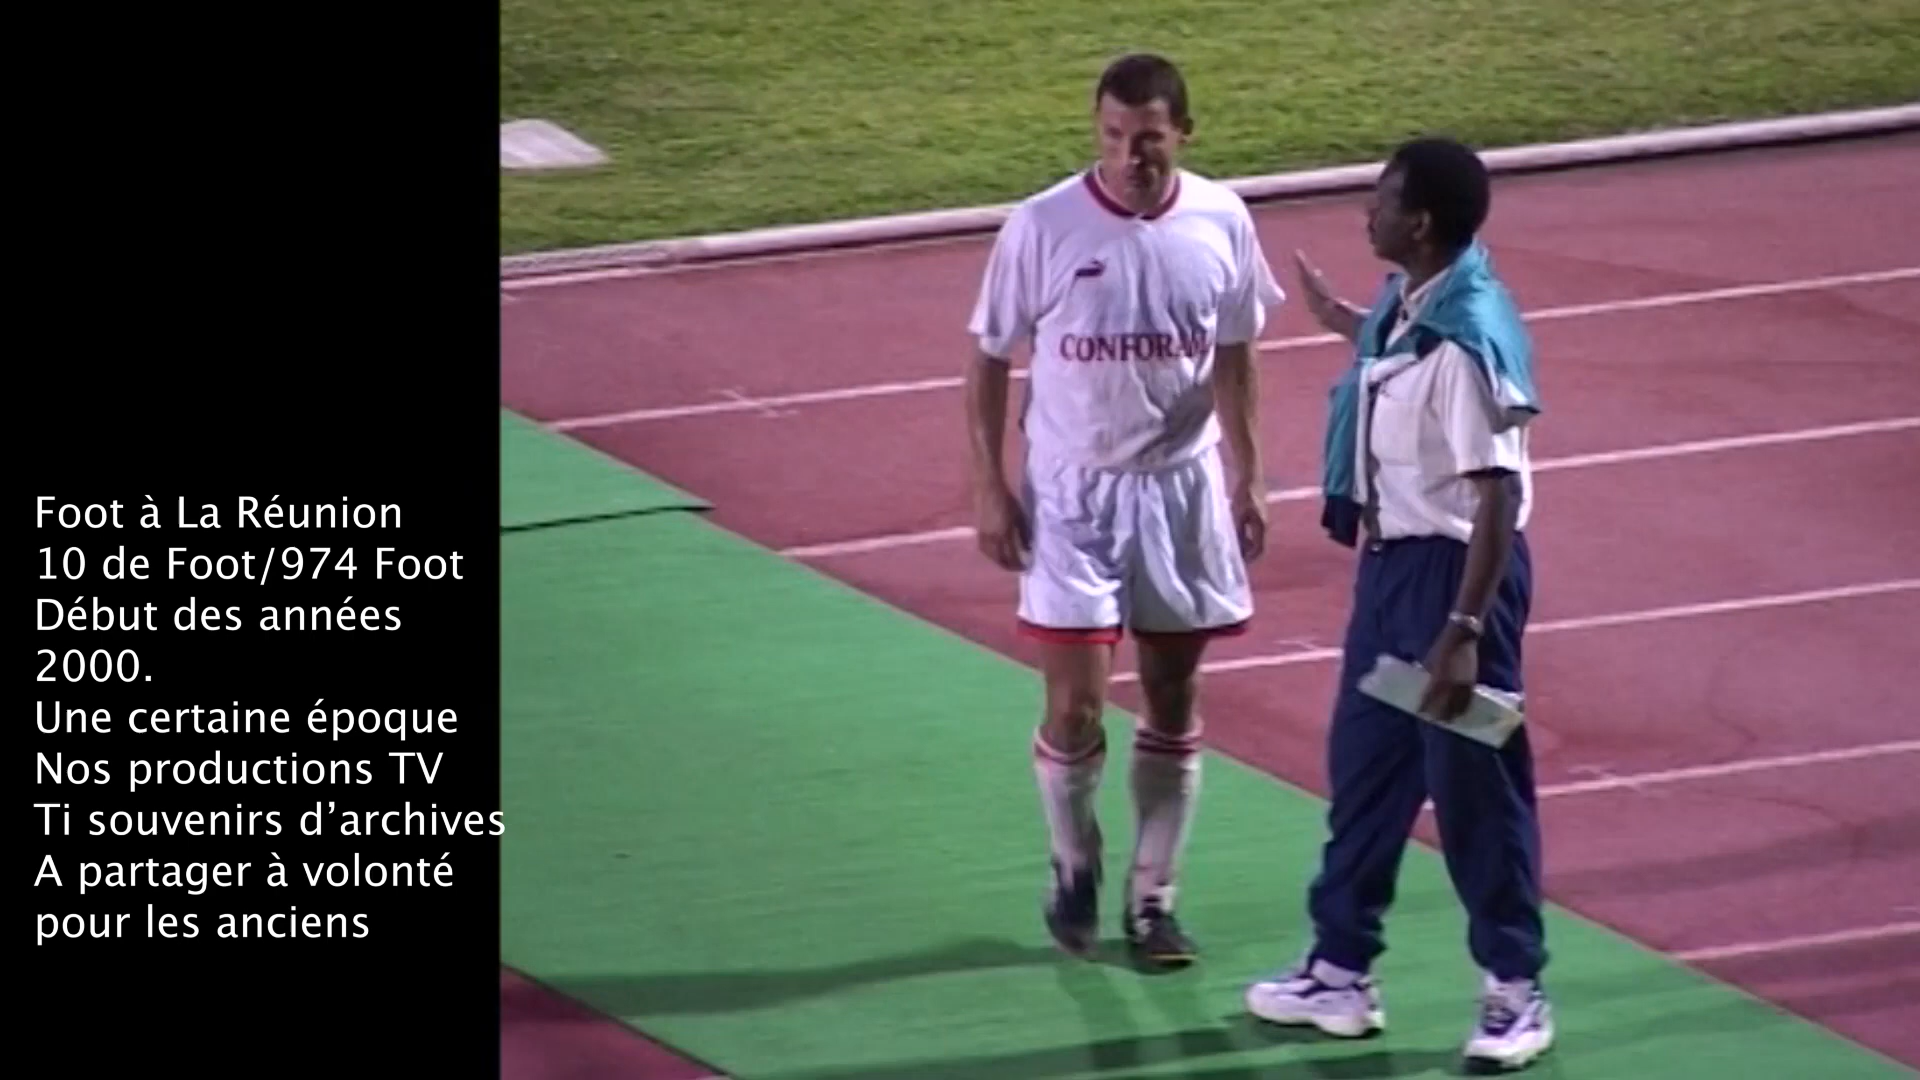 Foot à La Réunion
10 de Foot/974 Foot
Début des années
2000.
Une certaine époque
Nos productions TV
Ti souvenirs d’archives
A partager à volonté
pour les anciens